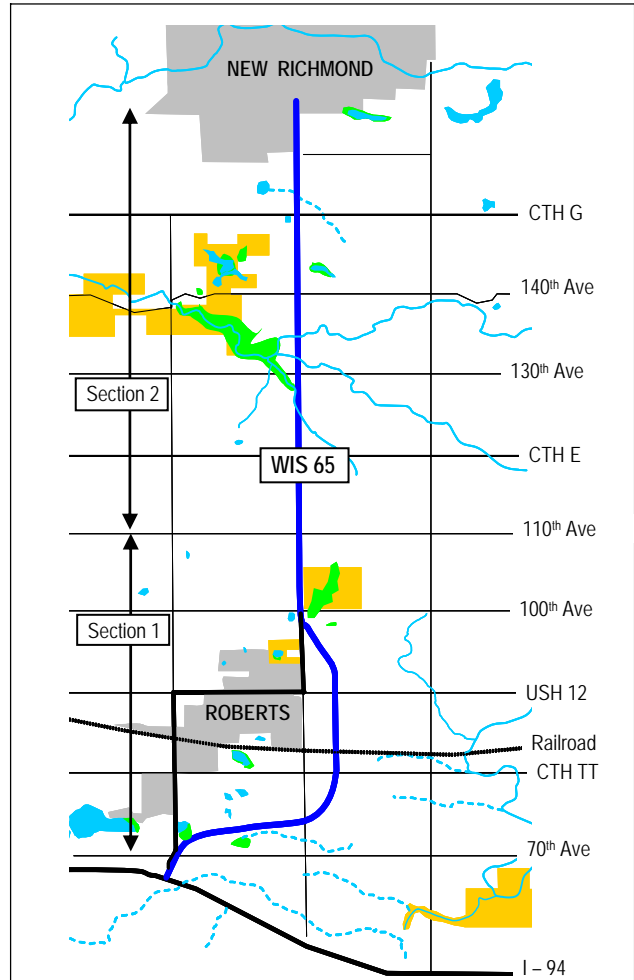 NEW RICHMOND
CTH G
140th Ave
130th Ave
Section 2
CTH E
WIS 65
110th Ave
100th Ave
Section 1
USH 12
ROBERTS
Railroad
CTH TT
70th Ave
I – 94